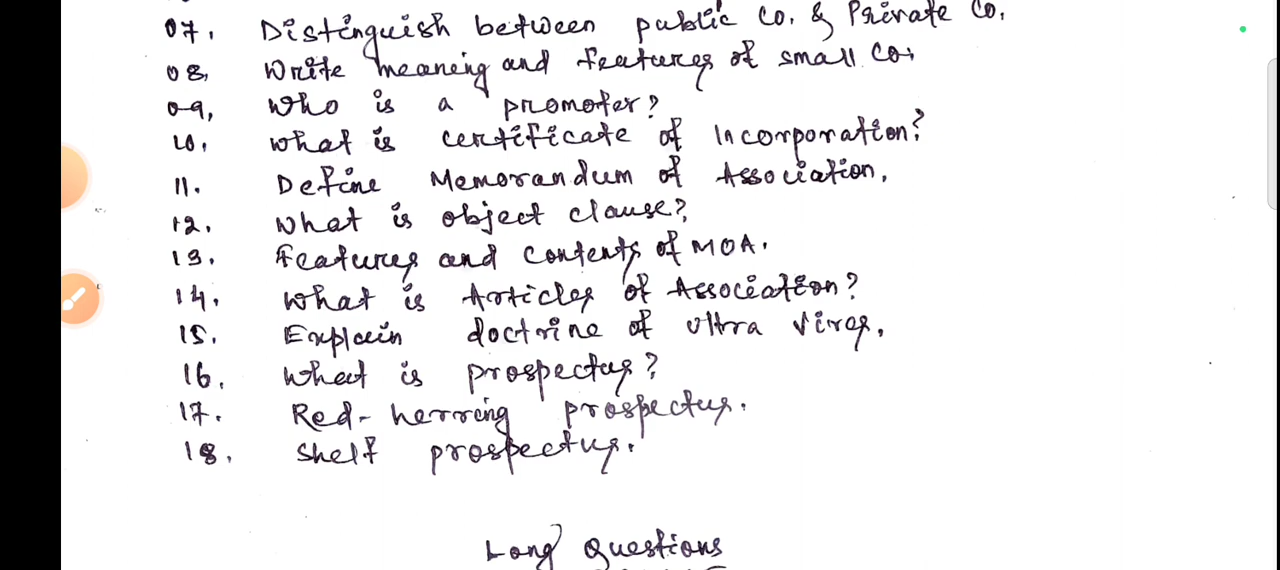 07. Distinguish between public Co. & Private Co.
08. Write meaning and features of small Co.
09. Who is a promoter?
10. What is certificate of Incorporation?
11. Define Memorandum of Association.
12. What is object clause?
13. Features and contents of MOA.
14. What is Articles of Association?
15. Explain doctrine of ultra vires.
16. What is prospectus?
17. Red-herring prospectus.
18. Shelf prospectus.
Long Questions